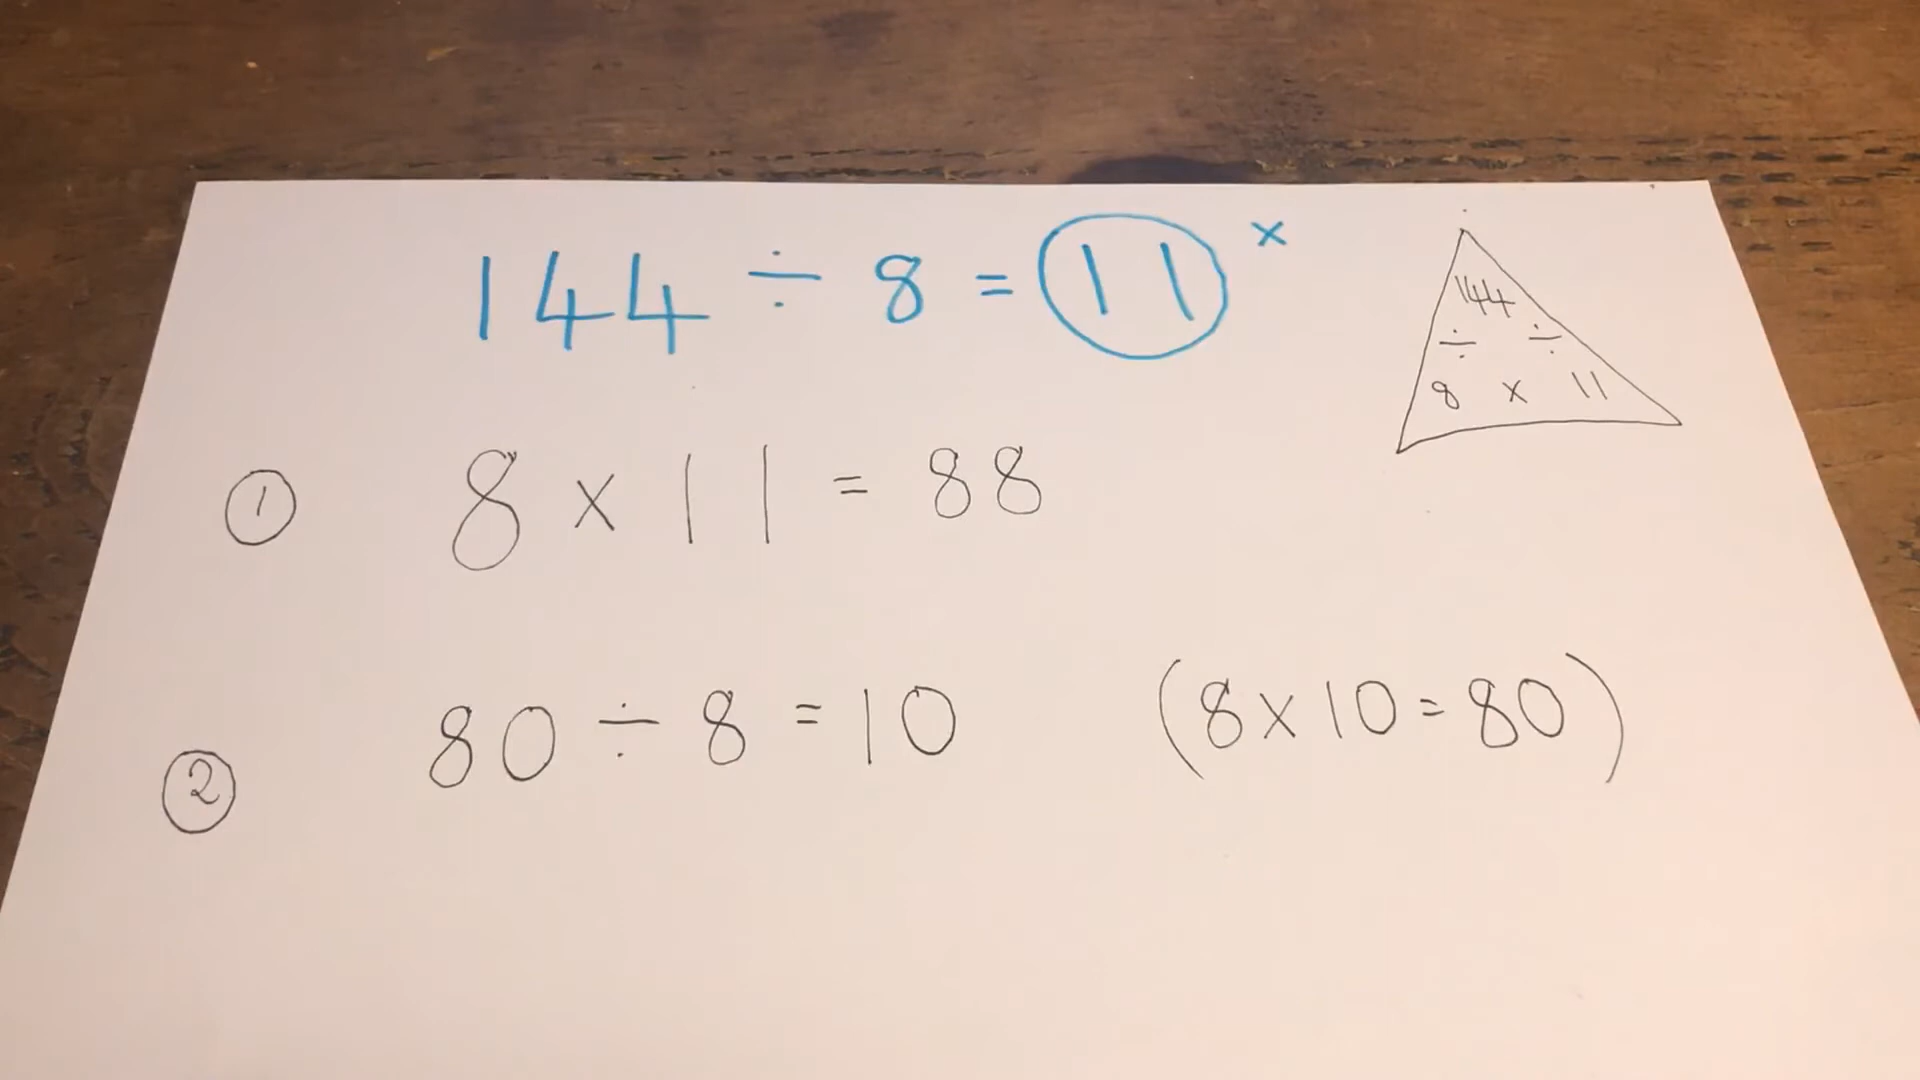 144 ÷ 8 = 11 ×
144
÷ ÷
8 × 11
① 8 × 11 = 88
② 80 ÷ 8 = 10 (8 × 10 = 80)